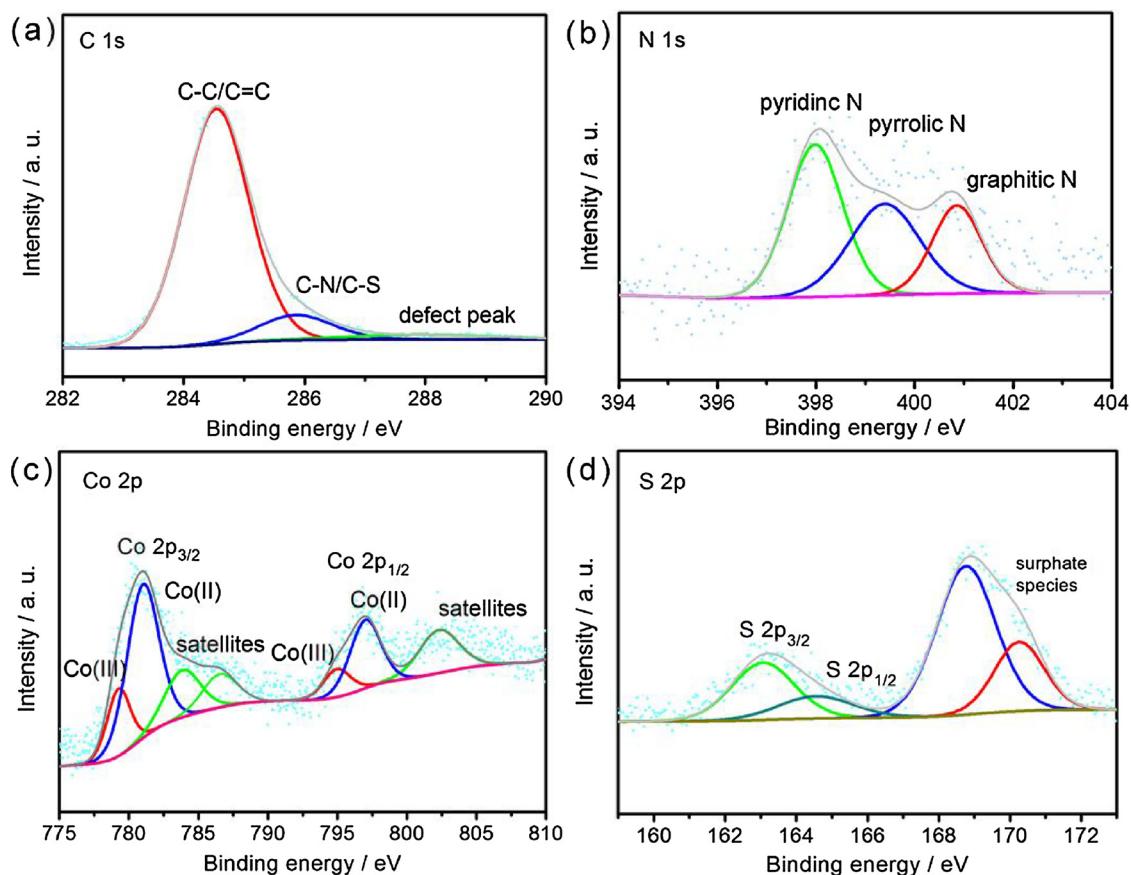 (a)
C 1s
C-C/C=C
C-N/C-S
defect peak
Intensity / a. u.
282 284 286 288 290
Binding energy / eV
(b)
N 1s
pyridinc N
pyrrolic N
graphitic N
Intensity / a. u.
394 396 398 400 402 404
Binding energy / eV
(c)
Co 2p
Co 2p3/2
Co(II)
Co(III)
satellites
Co 2p1/2
Co(II)
Co(III)
satellites
Intensity / a. u.
775 780 785 790 795 800 805 810
Binding energy / eV
(d)
S 2p
S 2p3/2
S 2p1/2
surphate
species
Intensity / a. u.
160 162 164 166 168 170 172
Binding energy / eV